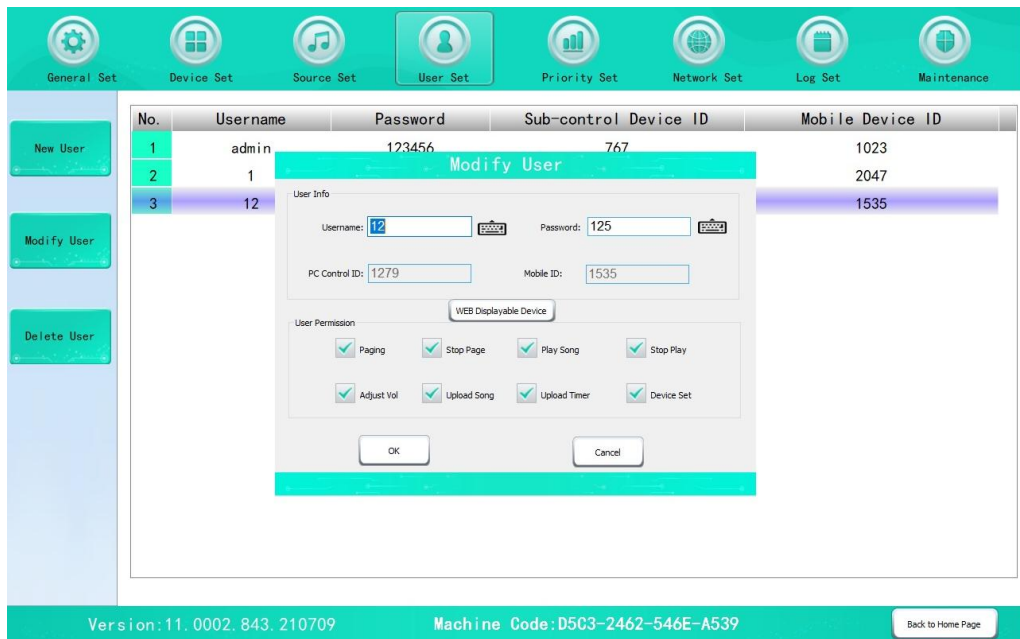 General Set Device Set Source Set User Set Priority Set Network Set Log Set Maintenance
New User
Modify User
Delete User
No. Username Password Sub-control Device ID Mobile Device ID
1 admin 123456 767 1023
2 1 2047
3 12 1535
Modify User
User Info
Username: 12 Password: 125
PC Control ID: 1279 Mobile ID: 1535
WEB Displayable Device
User Permission
Paging Stop Page Play Song Stop Play
Adjust Vol Upload Song Upload Timer Device Set
OK Cancel
Version:11.0002.843.210709 Machine Code:D5C3-2462-546E-A539 Back to Home Page